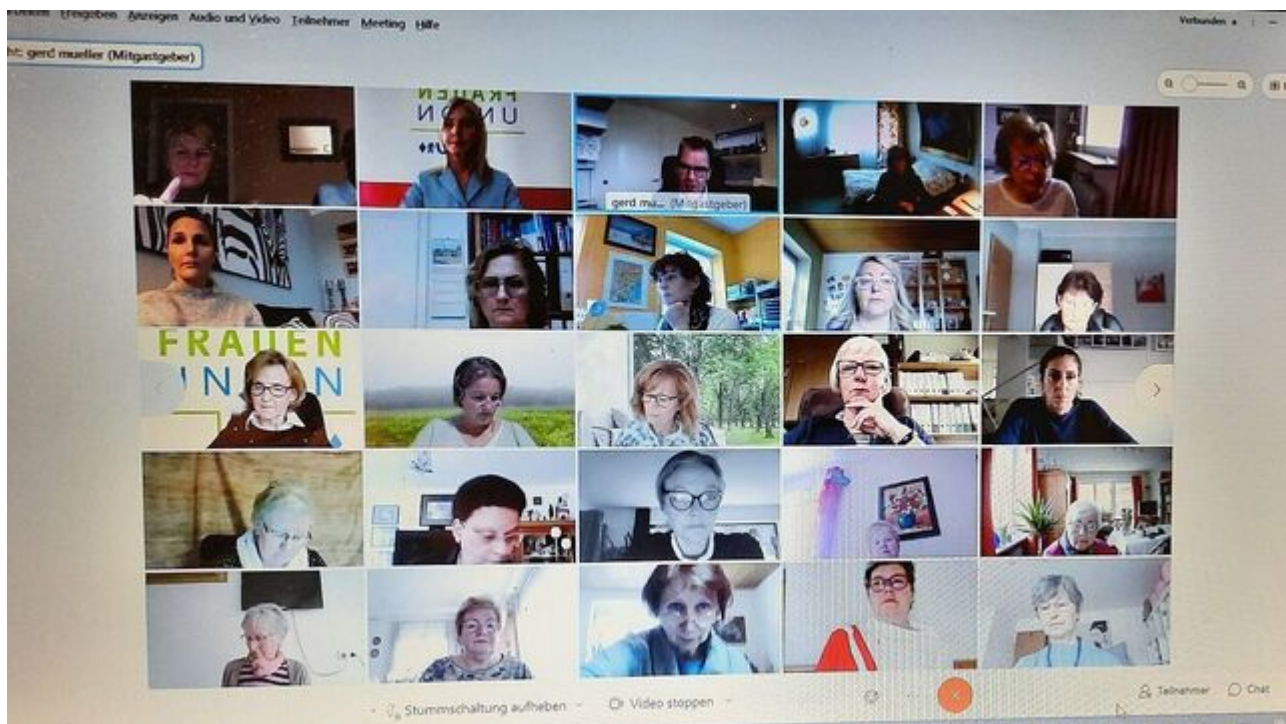 Freigeben Anzeigen Audio und Video Teilnehmer Meeting Hilfe
Verbunden
gerd mueller (Mitgastgeber)
FRAUEN
UNION
gerd mu... (Mitgastgeber)
FRAUEN
Stummschaltung aufheben
Video stoppen
Teilnehmer
Chat